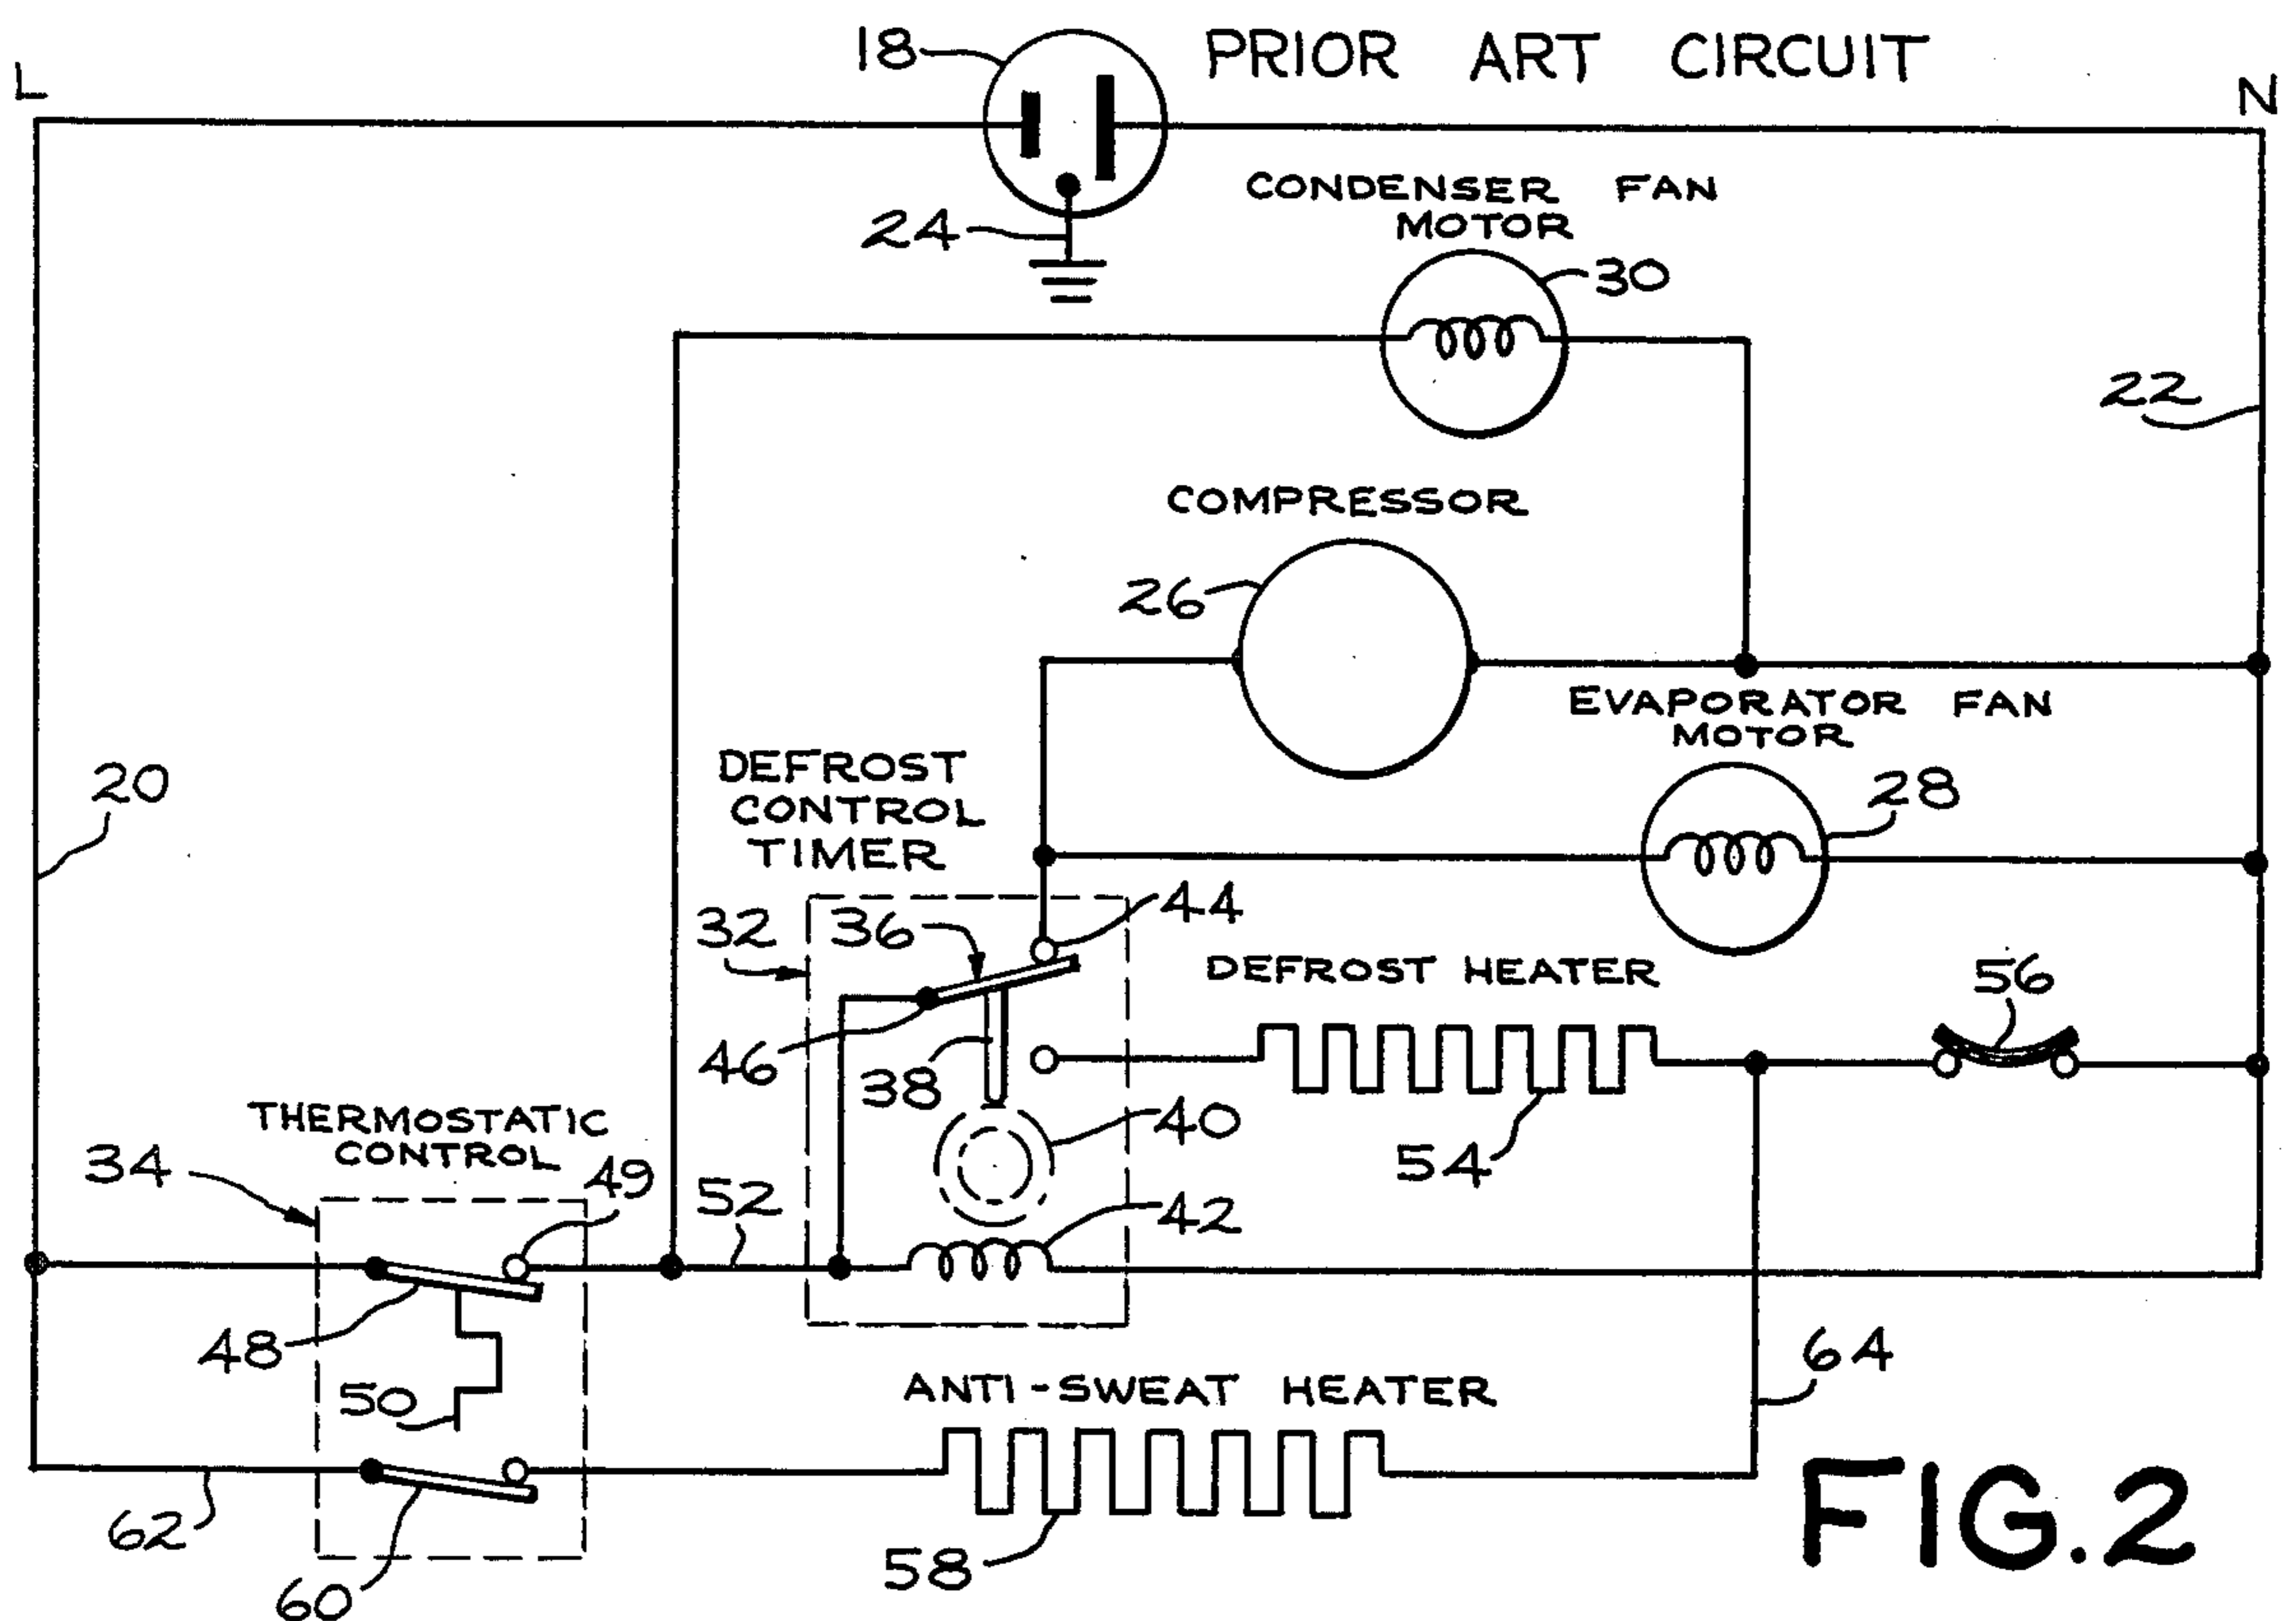 18 PRIOR ART CIRCUIT
L
N
CONDENSER FAN
MOTOR
24
30
22
COMPRESSOR
26
EVAPORATOR FAN
MOTOR
20
DEFROST
CONTROL
TIMER
28
32 36 44
DEFROST HEATER
56
46
38
40
54
THERMOSTATIC
CONTROL
34
49
52
42
48
50
64
ANTI-SWEAT HEATER
62
58
60
FIG.2